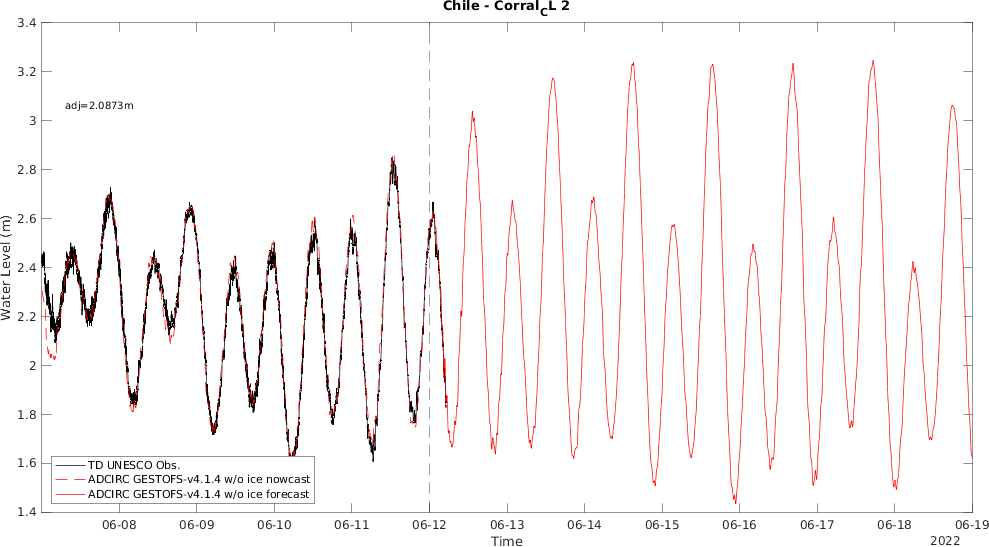 Chile - Corral_CL 2
3.4
3.2
3
2.8
2.6
2.4
2.2
2
1.8
1.6
1.4
Water Level (m)
adj=2.0873m
TD UNESCO Obs.
ADCIRC GESTOFS-v4.1.4 w/o ice nowcast
ADCIRC GESTOFS-v4.1.4 w/o ice forecast
06-08 06-09 06-10 06-11 06-12 06-13 06-14 06-15 06-16 06-17 06-18 06-19
Time
2022